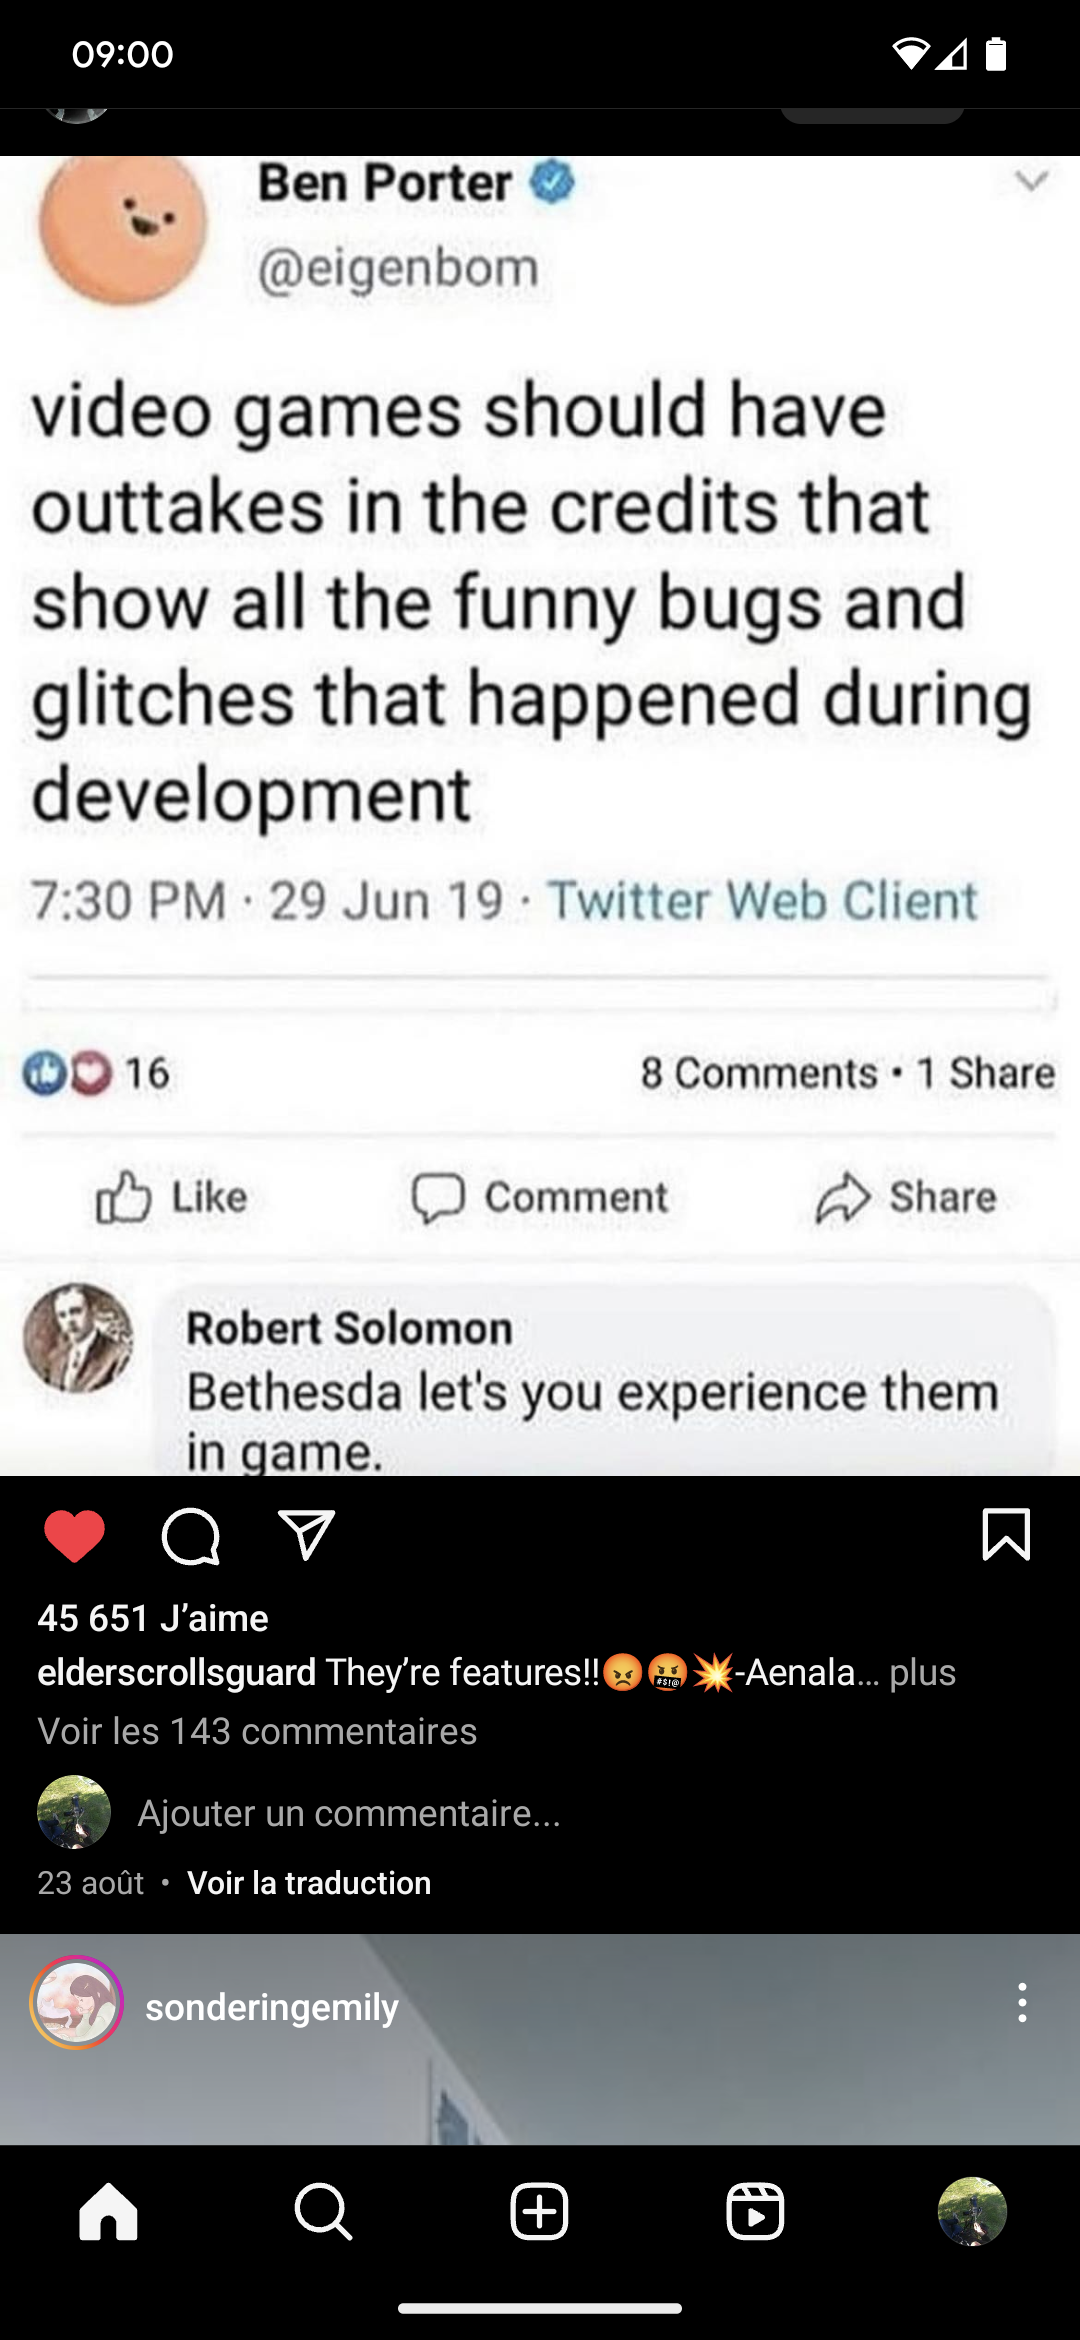 09:00
Ben Porter
@eigenbom
video games should have
outtakes in the credits that
show all the funny bugs and
glitches that happened during
development
7:30 PM · 29 Jun 19 · Twitter Web Client
16 8 Comments • 1 Share
Like Comment Share
Robert Solomon
Bethesda let's you experience them
in game.
45 651 J’aime
elderscrollsguard They’re features!!😡🤬💥-Aenala... plus
Voir les 143 commentaires
Ajouter un commentaire...
23 août • Voir la traduction
sonderingemily